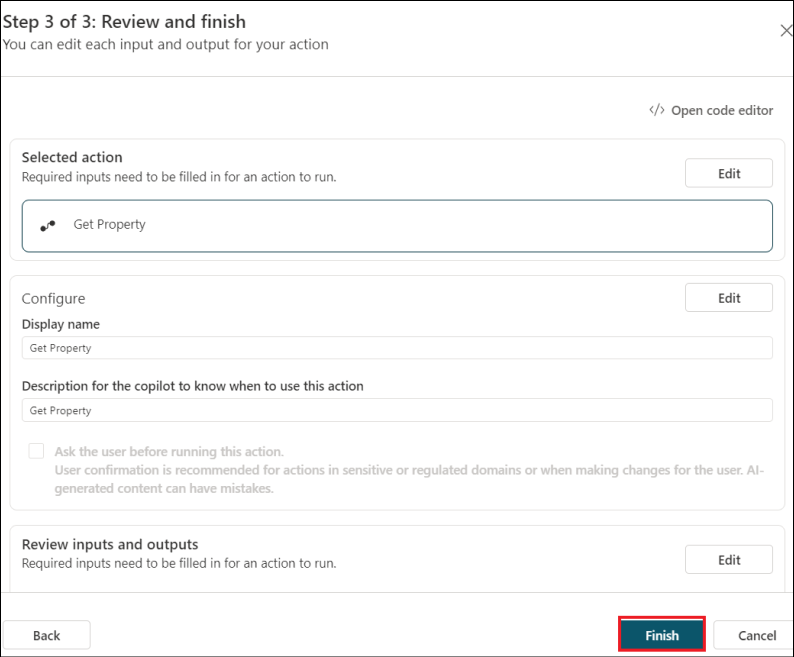 Step 3 of 3: Review and finish
You can edit each input and output for your action
</> Open code editor
Selected action
Required inputs need to be filled in for an action to run.
Edit
Get Property
Configure
Edit
Display name
Get Property
Description for the copilot to know when to use this action
Get Property
Ask the user before running this action.
User confirmation is recommended for actions in sensitive or regulated domains or when making changes for the user. AI-
generated content can have mistakes.
Review inputs and outputs
Required inputs need to be filled in for an action to run.
Edit
Back
Finish
Cancel